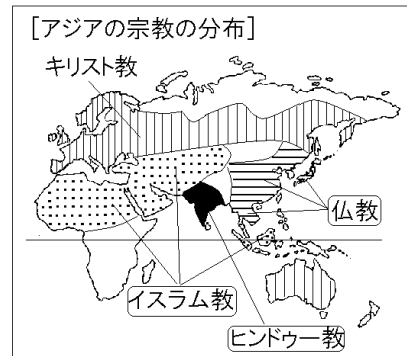 [アジアの宗教の分布]
キリスト教
仏教
イスラム教
ヒンドゥー教